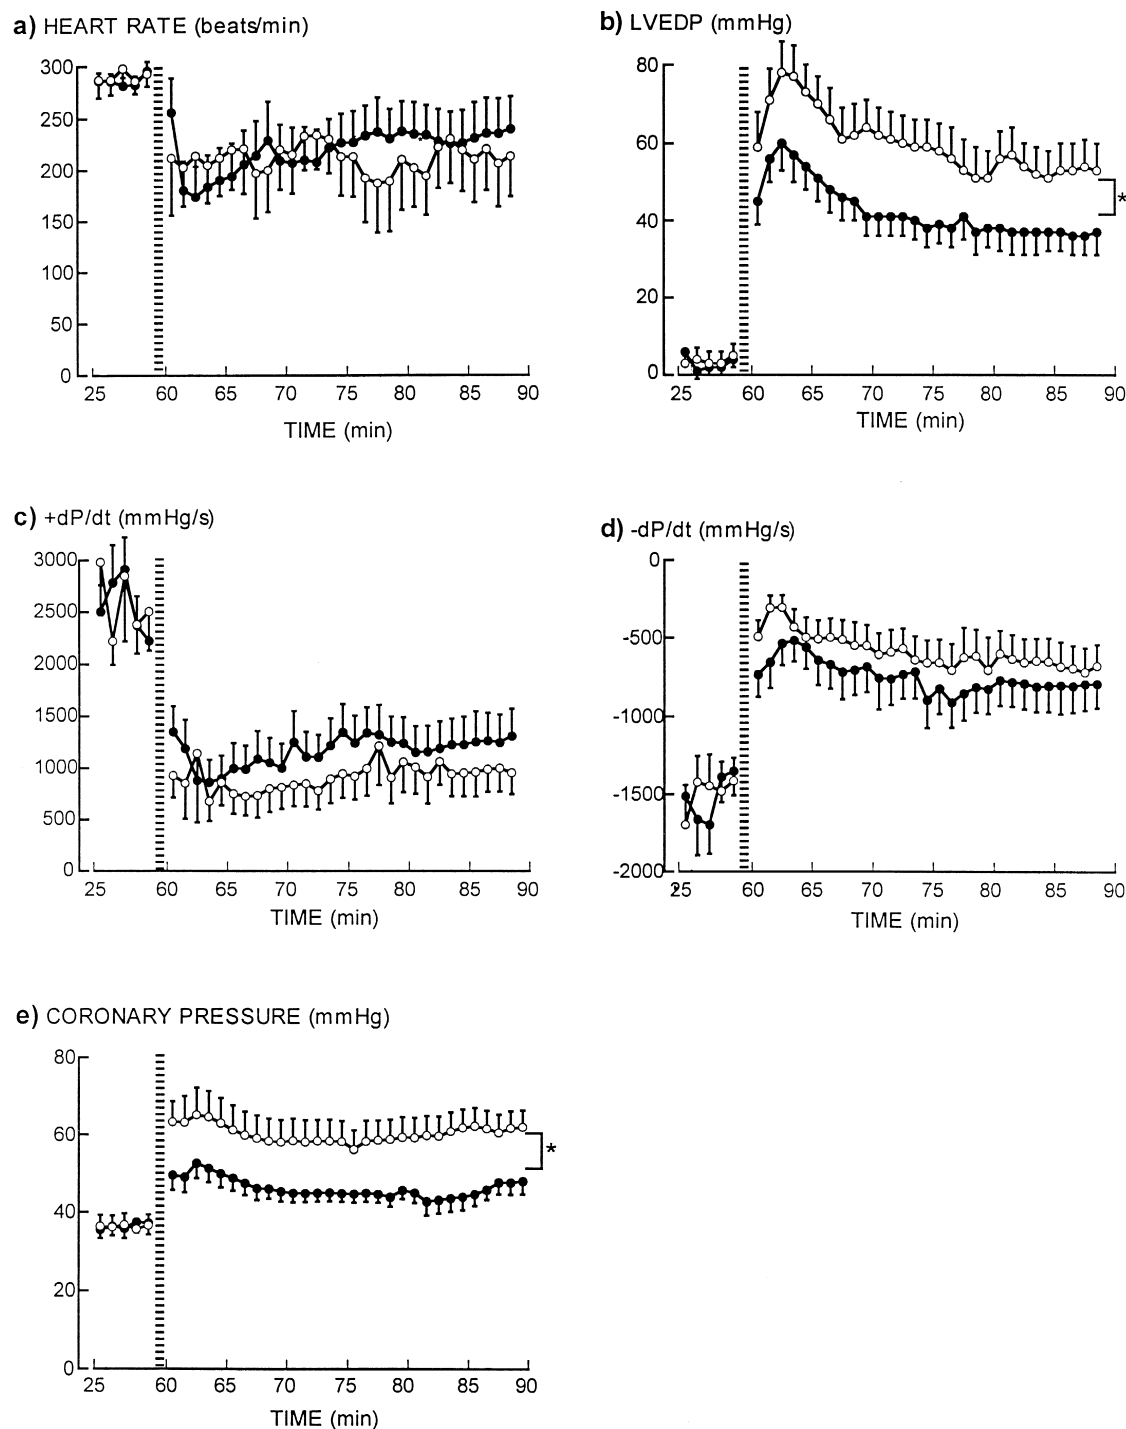 a) HEART RATE (beats/min)
300
250
200
150
100
50
0
25 60 65 70 75 80 85 90
TIME (min)
b) LVEDP (mmHg)
80
60
40
20
0
*
25 60 65 70 75 80 85 90
TIME (min)
c) +dP/dt (mmHg/s)
3000
2500
2000
1500
1000
500
0
25 60 65 70 75 80 85 90
TIME (min)
d) -dP/dt (mmHg/s)
0
-500
-1000
-1500
-2000
25 60 65 70 75 80 85 90
TIME (min)
e) CORONARY PRESSURE (mmHg)
80
60
*
40
20
0
25 60 65 70 75 80 85 90
TIME (min)